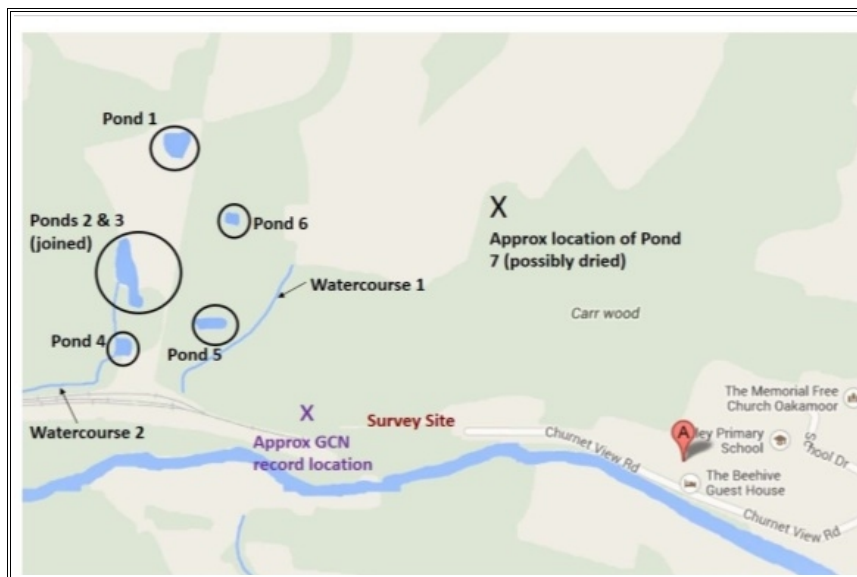 Pond 1
Ponds 2 & 3
(joined)
Pond 6
X
Approx location of Pond
7 (possibly dried)
Watercourse 1
Carr wood
Pond 4
Pond 5
The Memorial Free
Church Oakamoor
X
Survey Site
Watercourse 2
Approx GCN
record location
Churnet View Rd
A
ley Primary
School
School Dr
The Beehive
Guest House
Churnet View Rd